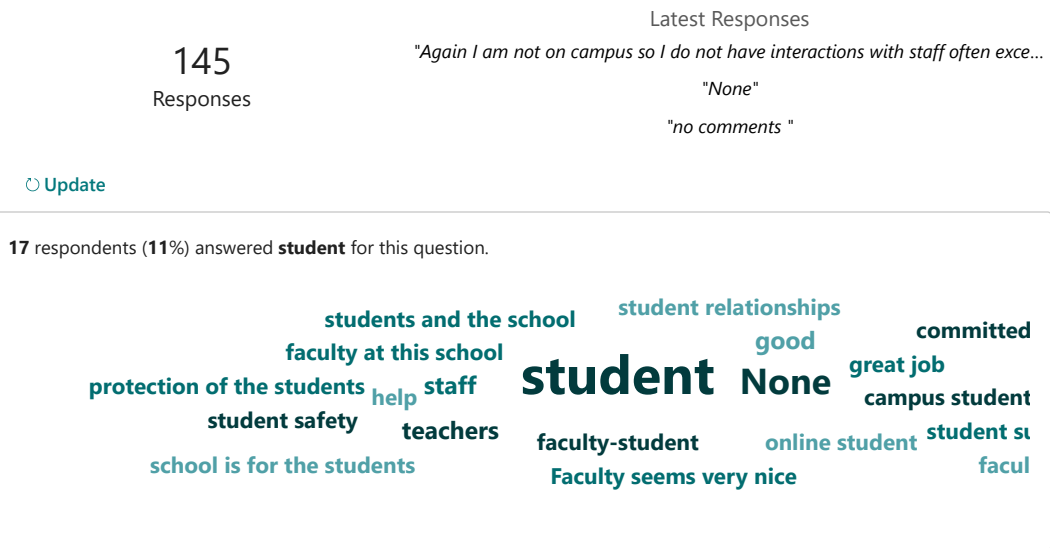 145
Responses
Latest Responses
"Again I am not on campus so I do not have interactions with staff often exce...
"None"
"no comments "
Update
17 respondents (11%) answered student for this question.
student relationships
students and the school
committed
good
faculty at this school
great job
student
None
protection of the students
help
staff
campus student
student safety
teachers
student su
faculty-student
online student
school is for the students
facul
Faculty seems very nice